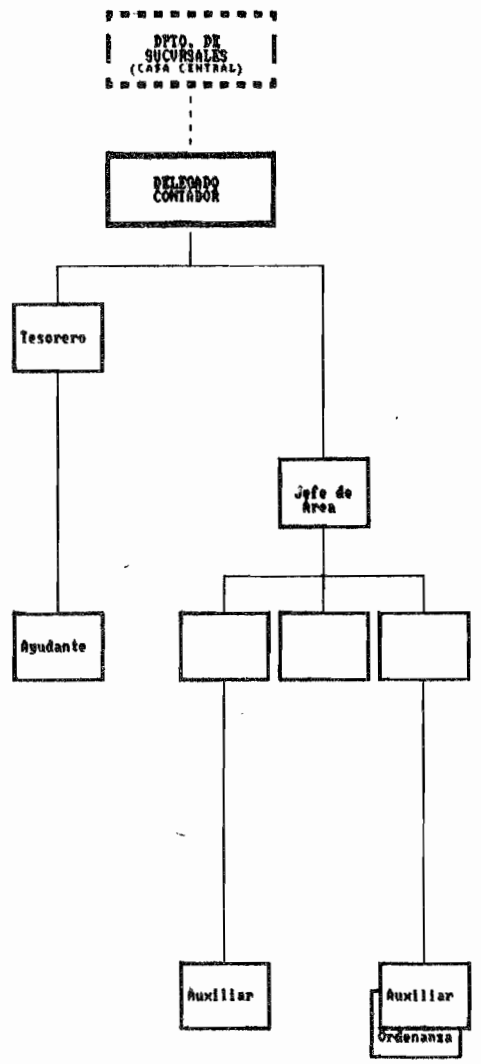 DPTO. DE
SUCURSALES
(CASA CENTRAL)
DELEGADO
CONTADOR
Tesorero
Jefe de
Area
Ayudante
Auxiliar
Auxiliar
Ordenanza